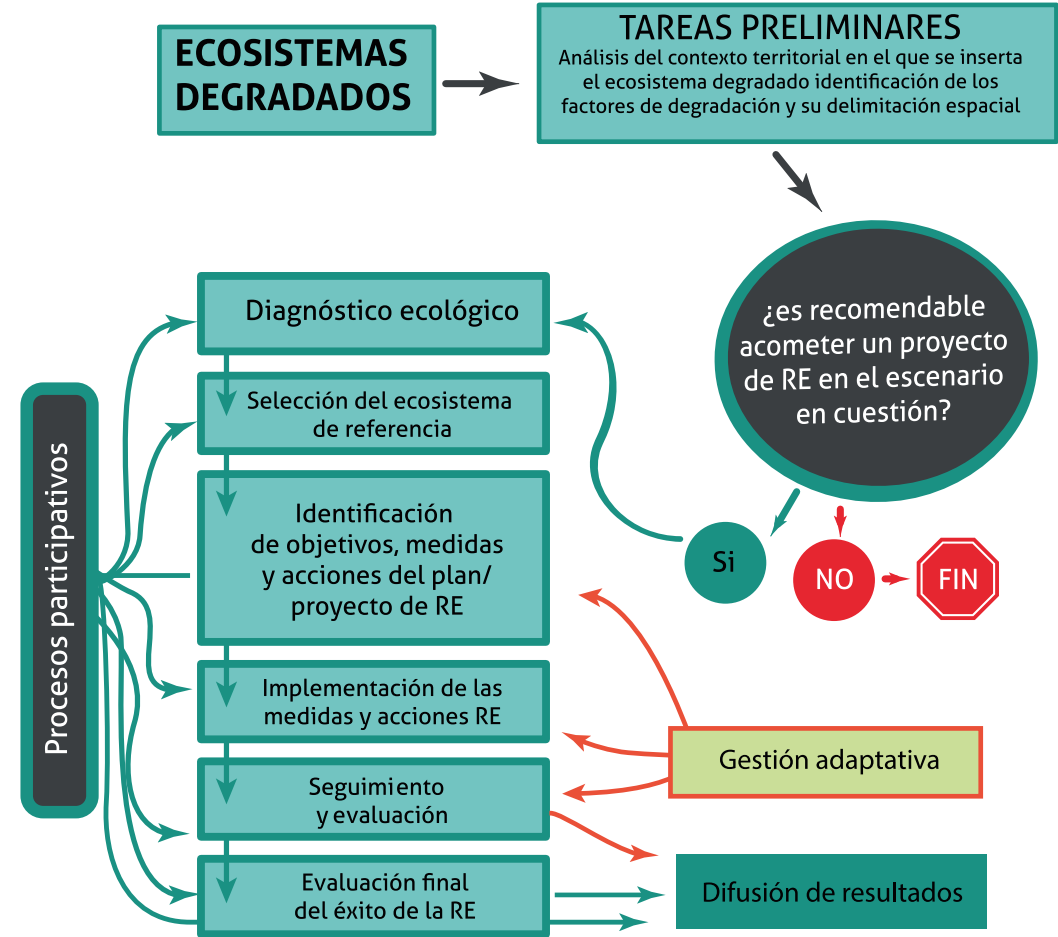 ECOSISTEMAS
DEGRADADOS
TAREAS PRELIMINARES
Análisis del contexto territorial en el que se inserta
el ecosistema degradado identificación de los
factores de degradación y su delimitación espacial
¿es recomendable
acometer un proyecto
de RE en el escenario
en cuestión?
Si
NO
FIN
Procesos participativos
Diagnóstico ecológico
Selección del ecosistema
de referencia
Identificación
de objetivos, medidas
y acciones del plan/
proyecto de RE
Implementación de las
medidas y acciones RE
Seguimiento
y evaluación
Evaluación final
del éxito de la RE
Gestión adaptativa
Difusión de resultados